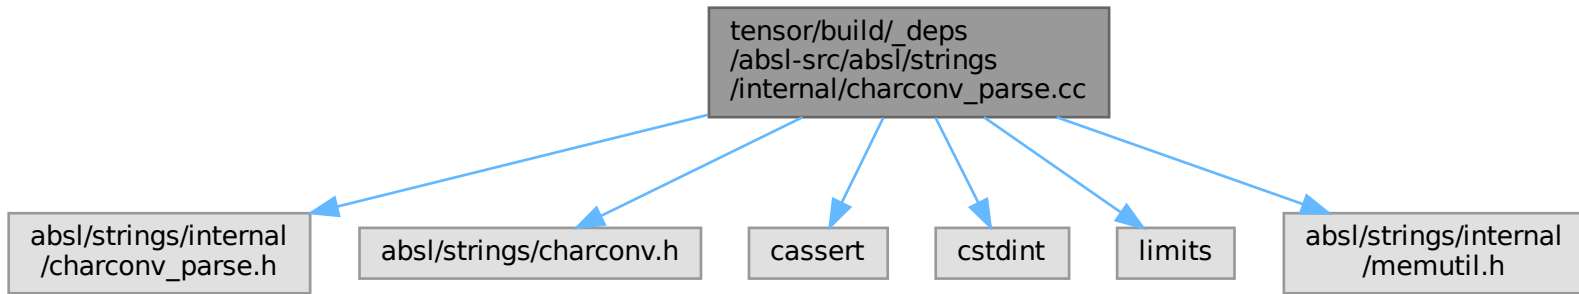 tensor/build/_deps
/absl-src/absl/strings
/internal/charconv_parse.cc
absl/strings/internal
/charconv_parse.h
absl/strings/charconv.h
cassert
cstdint
limits
absl/strings/internal
/memutil.h